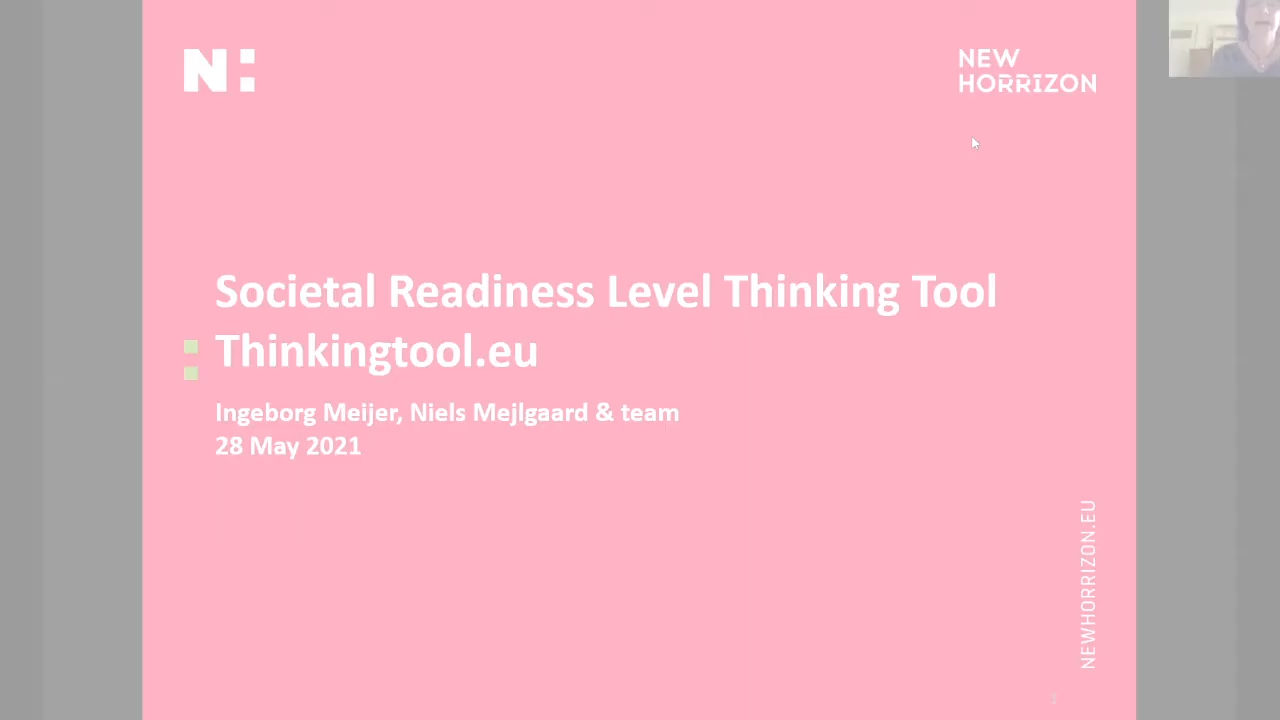 N:
NEW
HORRIZON
Societal Readiness Level Thinking Tool
Thinkingtool.eu
Ingeborg Meijer, Niels Mejlgaard & team
28 May 2021
NEWHORRIZON.EU